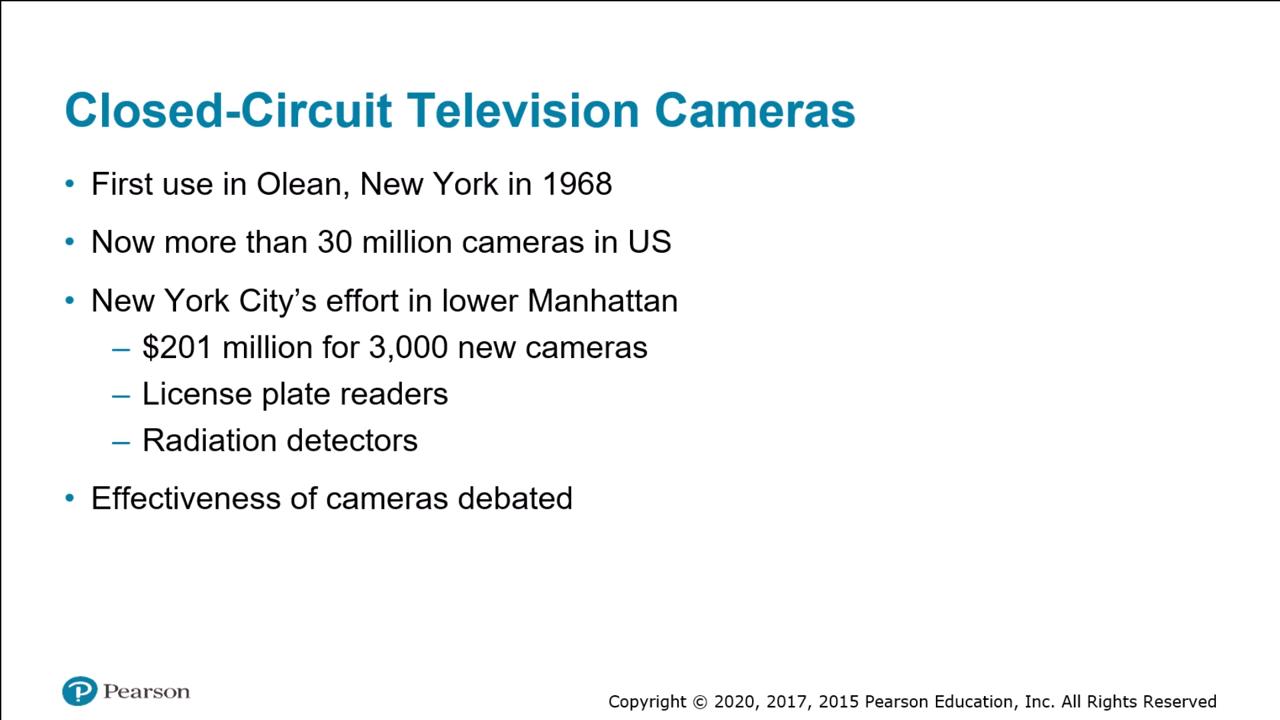 Closed-Circuit Television Cameras
• First use in Olean, New York in 1968
• Now more than 30 million cameras in US
• New York City’s effort in lower Manhattan
– $201 million for 3,000 new cameras
– License plate readers
– Radiation detectors
• Effectiveness of cameras debated
Pearson
Copyright © 2020, 2017, 2015 Pearson Education, Inc. All Rights Reserved